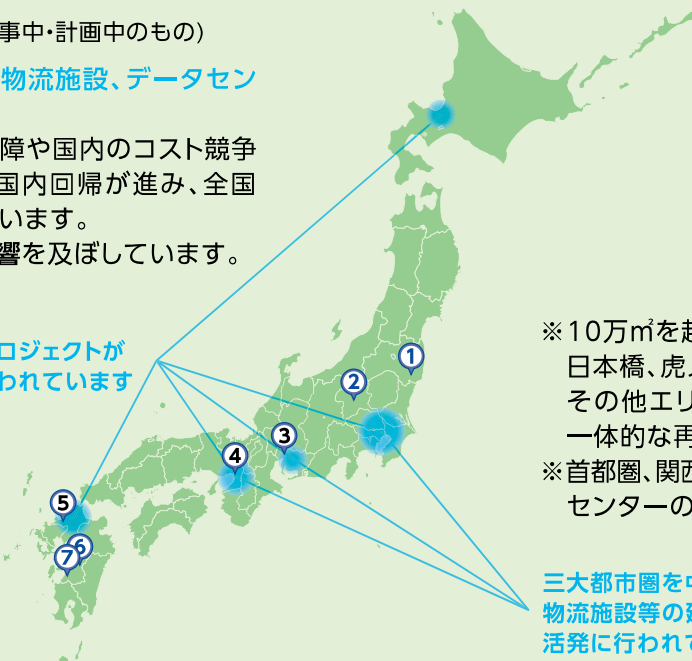 事中・計画中のもの)
物流施設、データセン
障や国内のコスト競争
国内回帰が進み、全国
います。
響を及ぼしています。
ロジェクトが
われています
※10万㎡を超
日本橋、虎ノ
その他エリ
一体的な再
※首都圏、関西
センターの
1
2
3
4
5
6
7
三大都市圏を中
物流施設等の建
活発に行われて